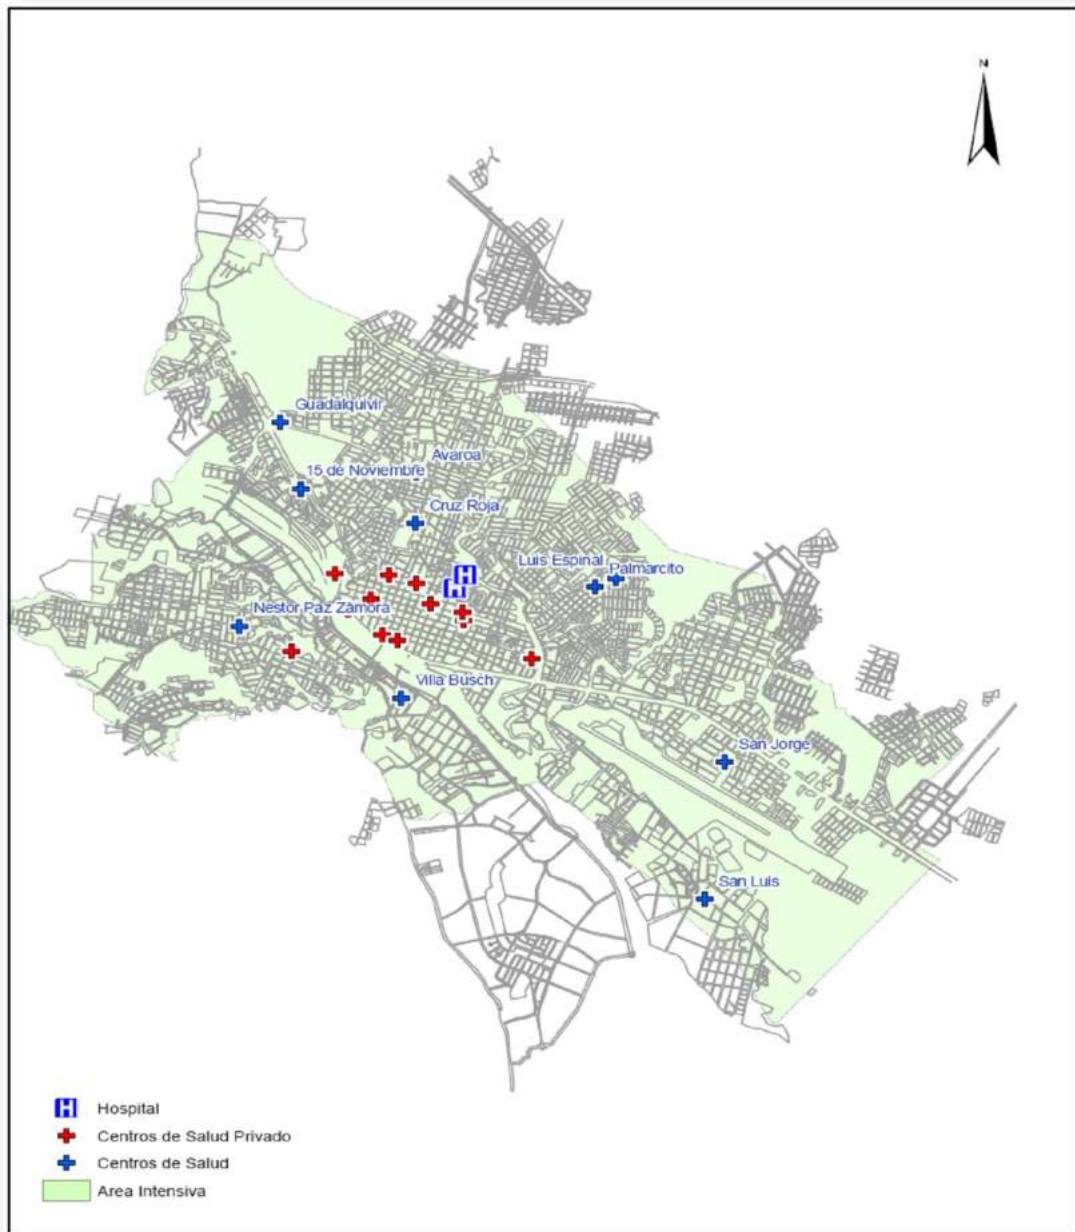 N
Guadalquivir
Avaroa
15 de Noviembre
Cruz Roja
Luis Espinal
Palmarcito
H
H
Nestor Paz Zamora
Villa Busch
San Jorge
San Luis
H Hospital
Centros de Salud Privado
Centros de Salud
Area Intensiva